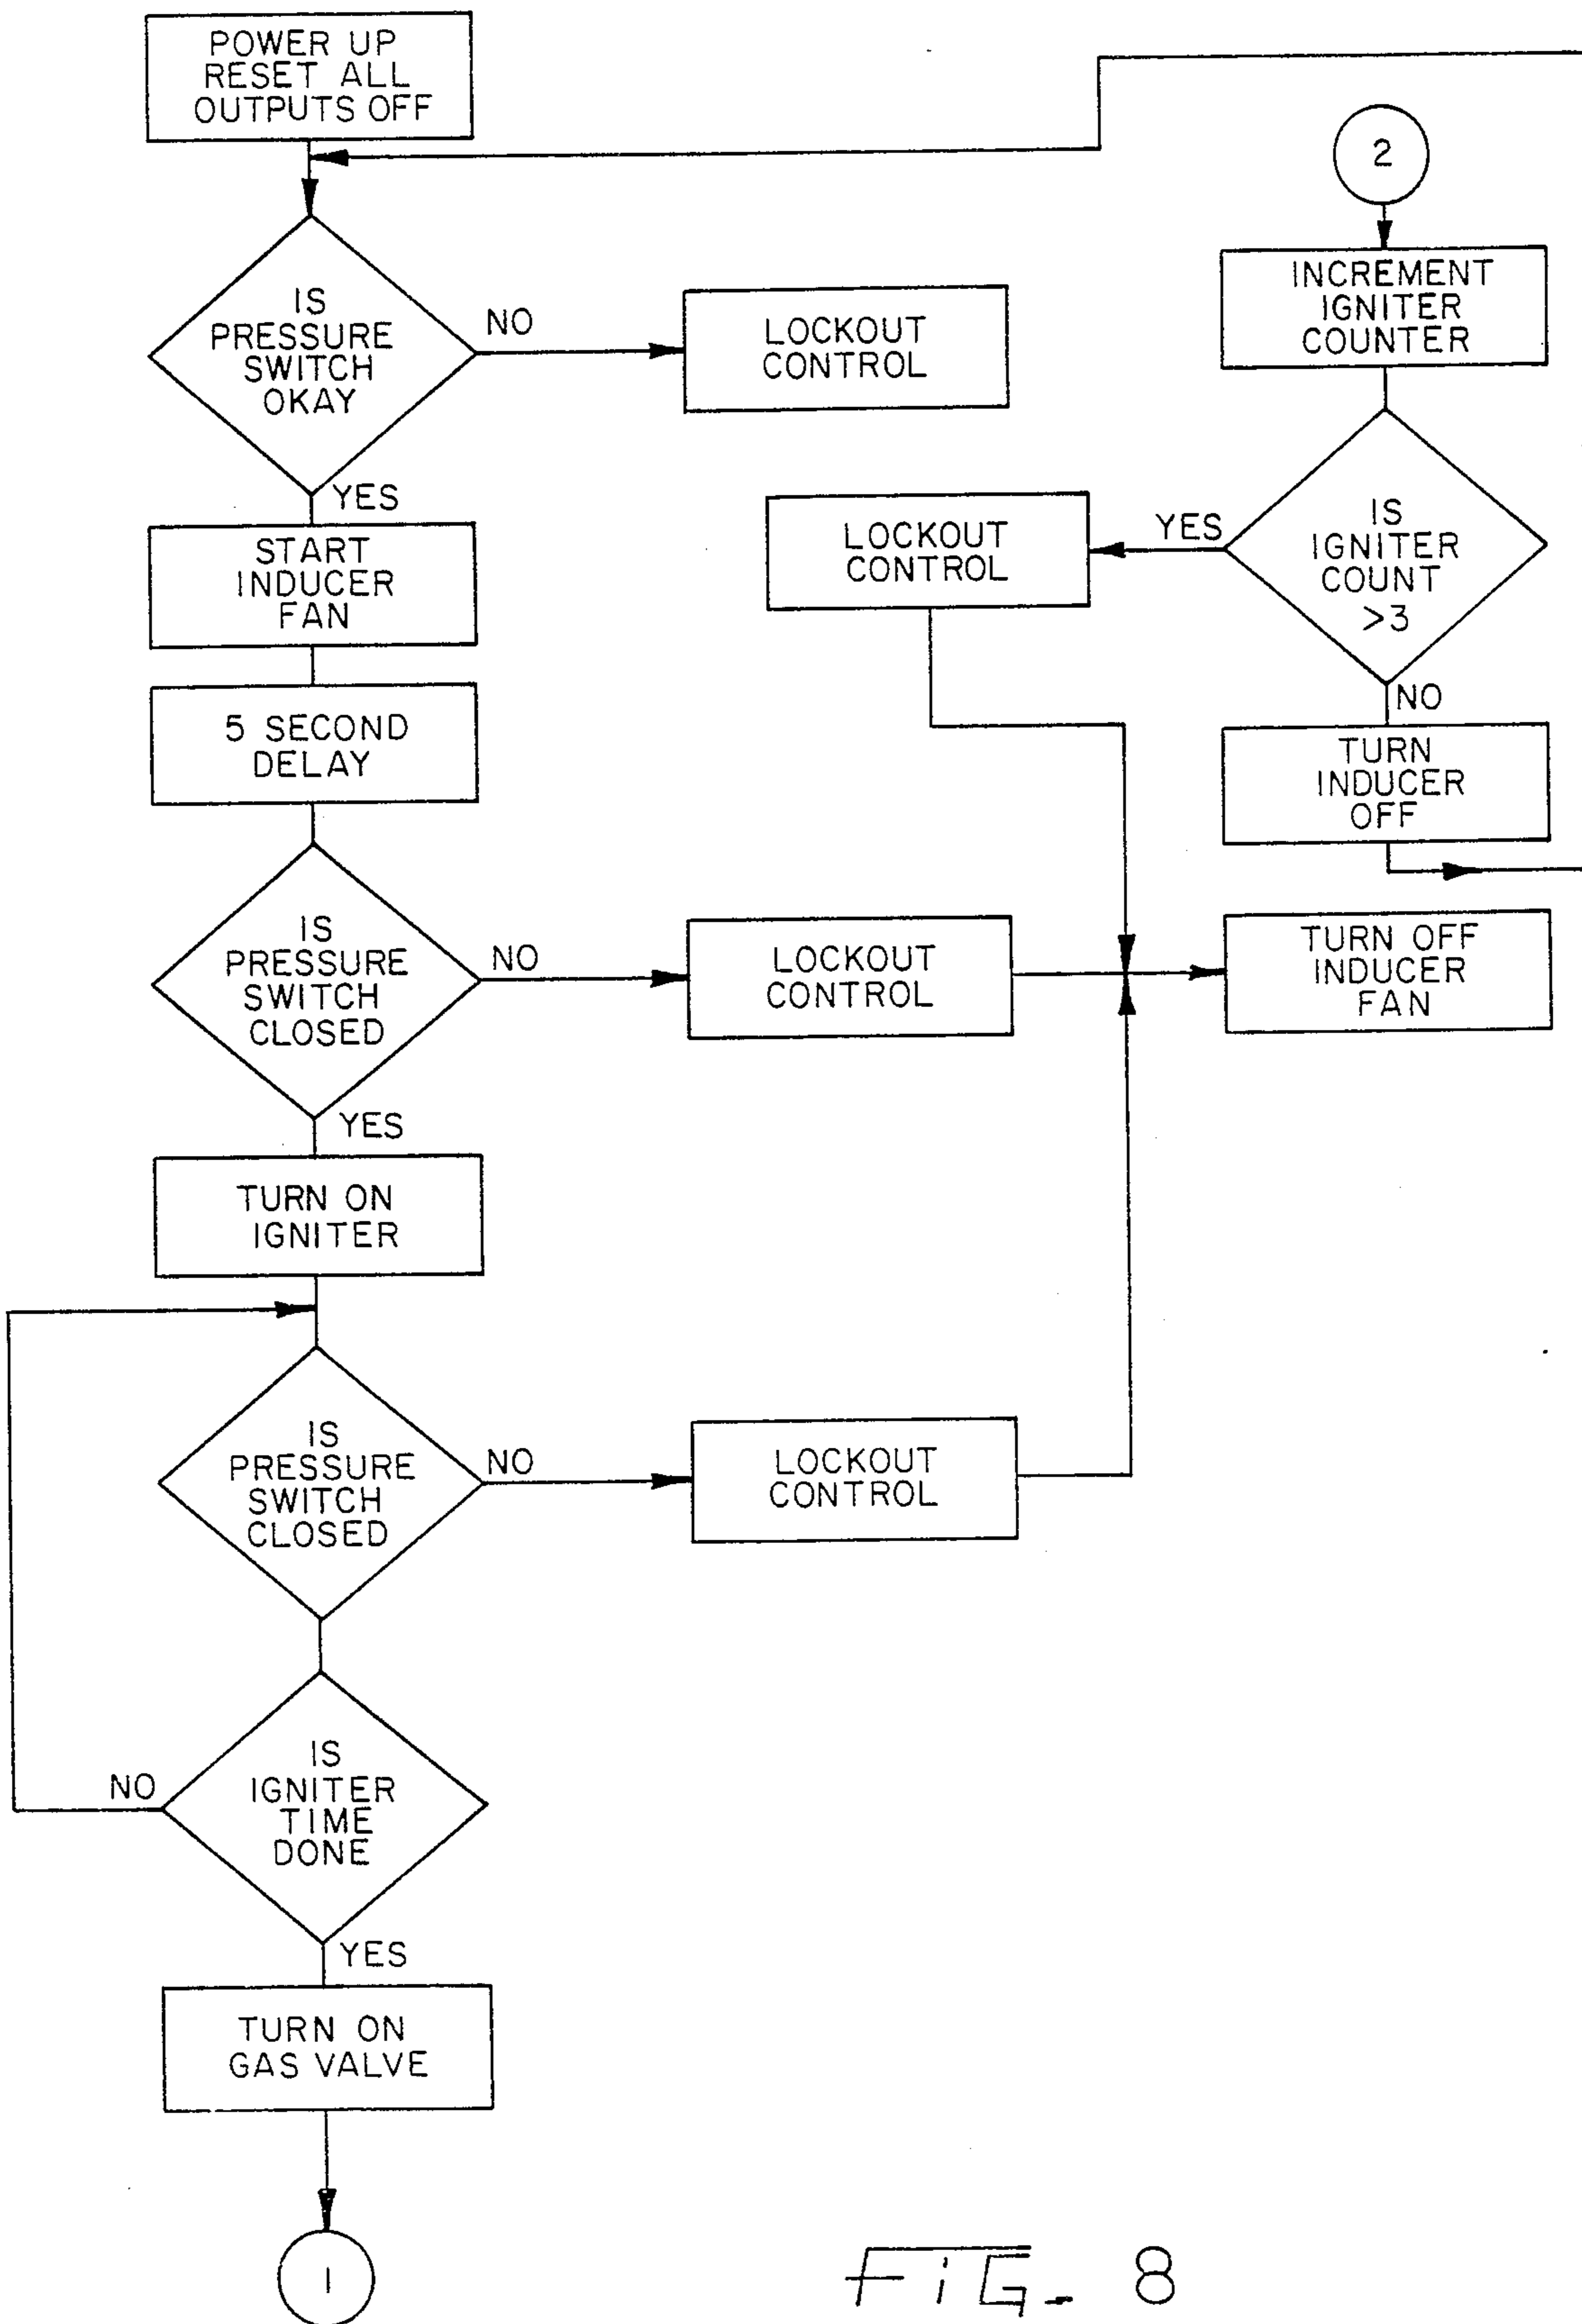 POWER UP
RESET ALL
OUTPUTS OFF
IS
PRESSURE
SWITCH
OKAY
NO
LOCKOUT
CONTROL
YES
START
INDUCER
FAN
5 SECOND
DELAY
IS
PRESSURE
SWITCH
CLOSED
NO
LOCKOUT
CONTROL
YES
TURN ON
IGNITER
IS
PRESSURE
SWITCH
CLOSED
NO
LOCKOUT
CONTROL
IS
IGNITER
TIME
DONE
NO
YES
TURN ON
GAS VALVE
1
2
INCREMENT
IGNITER
COUNTER
IS
IGNITER
COUNT
>3
YES
LOCKOUT
CONTROL
NO
TURN
INDUCER
OFF
TURN OFF
INDUCER
FAN
FIG. 8